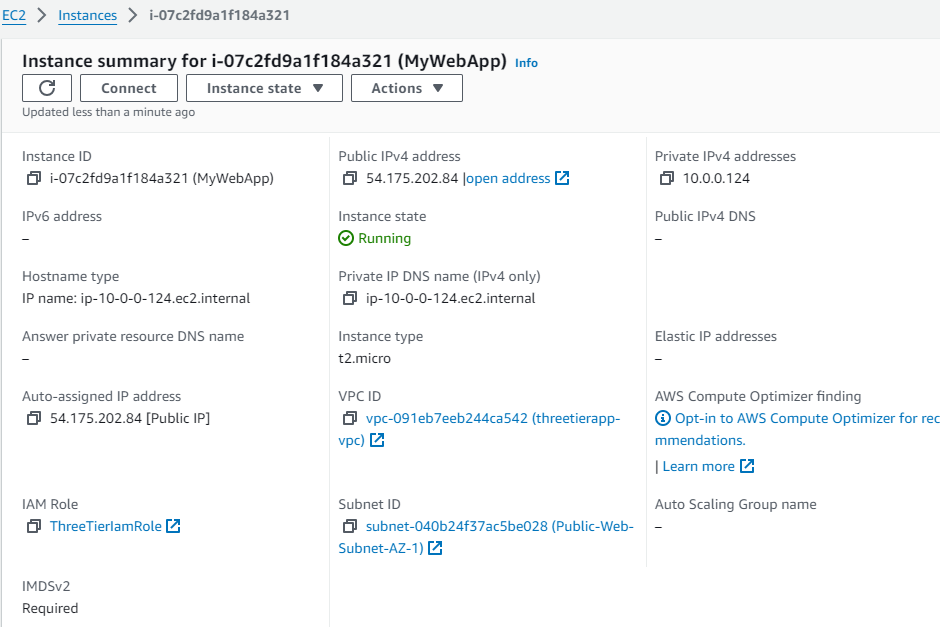 EC2 > Instances > i-07c2fd9a1f184a321
Instance summary for i-07c2fd9a1f184a321 (MyWebApp) Info
Connect Instance state Actions
Updated less than a minute ago
Instance ID
i-07c2fd9a1f184a321 (MyWebApp)
Public IPv4 address
54.175.202.84 |open address
Private IPv4 addresses
10.0.0.124
IPv6 address
–
Instance state
Running
Public IPv4 DNS
–
Hostname type
IP name: ip-10-0-0-124.ec2.internal
Private IP DNS name (IPv4 only)
ip-10-0-0-124.ec2.internal
Answer private resource DNS name
–
Instance type
t2.micro
Elastic IP addresses
–
Auto-assigned IP address
54.175.202.84 [Public IP]
VPC ID
vpc-091eb7eeb244ca542 (threetierapp-
vpc)
AWS Compute Optimizer finding
Opt-in to AWS Compute Optimizer for rec
mmendations.
| Learn more
IAM Role
ThreeTierIamRole
Subnet ID
subnet-040b24f37ac5be028 (Public-Web-
Subnet-AZ-1)
Auto Scaling Group name
–
IMDSv2
Required